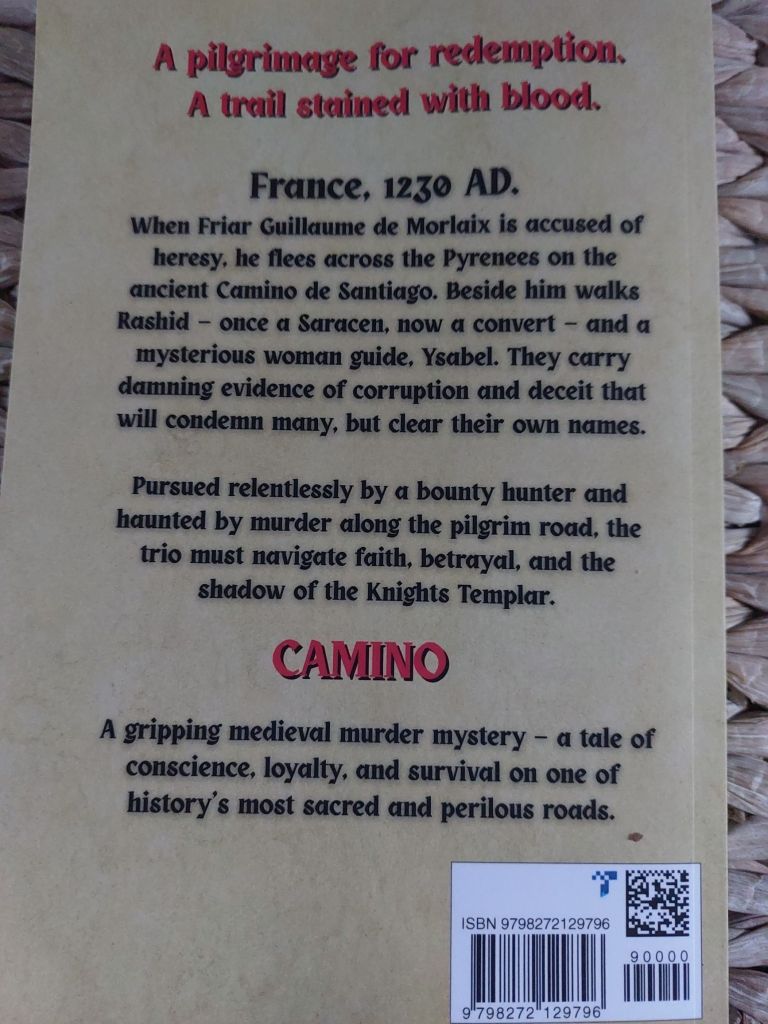 A pilgrimage for redemption.
A trail stained with blood.
France, 1230 AD.
When Friar Guillaume de Morlaix is accused of
heresy, he flees across the Pyrenees on the
ancient Camino de Santiago. Beside him walks
Rashid – once a Saracen, now a convert – and a
mysterious woman guide, Ysabel. They carry
damning evidence of corruption and deceit that
will condemn many, but clear their own names.
Pursued relentlessly by a bounty hunter and
haunted by murder along the pilgrim road, the
trio must navigate faith, betrayal, and the
shadow of the Knights Templar.
CAMINO
A gripping medieval murder mystery – a tale of
conscience, loyalty, and survival on one of
history's most sacred and perilous roads.
ISBN 9798272129796
90000
9 798272 129796